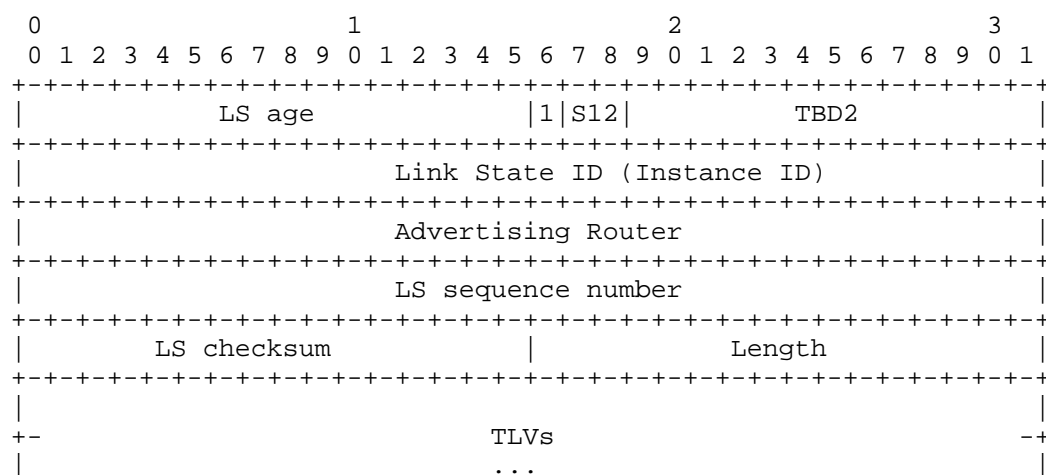 0                   1                   2                   3
 0 1 2 3 4 5 6 7 8 9 0 1 2 3 4 5 6 7 8 9 0 1 2 3 4 5 6 7 8 9 0 1
+-+-+-+-+-+-+-+-+-+-+-+-+-+-+-+-+-+-+-+-+-+-+-+-+-+-+-+-+-+-+-+-+
|            LS age             |1|S12|          TBD2           |
+-+-+-+-+-+-+-+-+-+-+-+-+-+-+-+-+-+-+-+-+-+-+-+-+-+-+-+-+-+-+-+-+
|                       Link State ID (Instance ID)             |
+-+-+-+-+-+-+-+-+-+-+-+-+-+-+-+-+-+-+-+-+-+-+-+-+-+-+-+-+-+-+-+-+
|                       Advertising Router                      |
+-+-+-+-+-+-+-+-+-+-+-+-+-+-+-+-+-+-+-+-+-+-+-+-+-+-+-+-+-+-+-+-+
|                       LS sequence number                      |
+-+-+-+-+-+-+-+-+-+-+-+-+-+-+-+-+-+-+-+-+-+-+-+-+-+-+-+-+-+-+-+-+
|        LS checksum            |            Length             |
+-+-+-+-+-+-+-+-+-+-+-+-+-+-+-+-+-+-+-+-+-+-+-+-+-+-+-+-+-+-+-+-+
|                                                               |
+-                            TLVs                             -+
|                             ...                               |